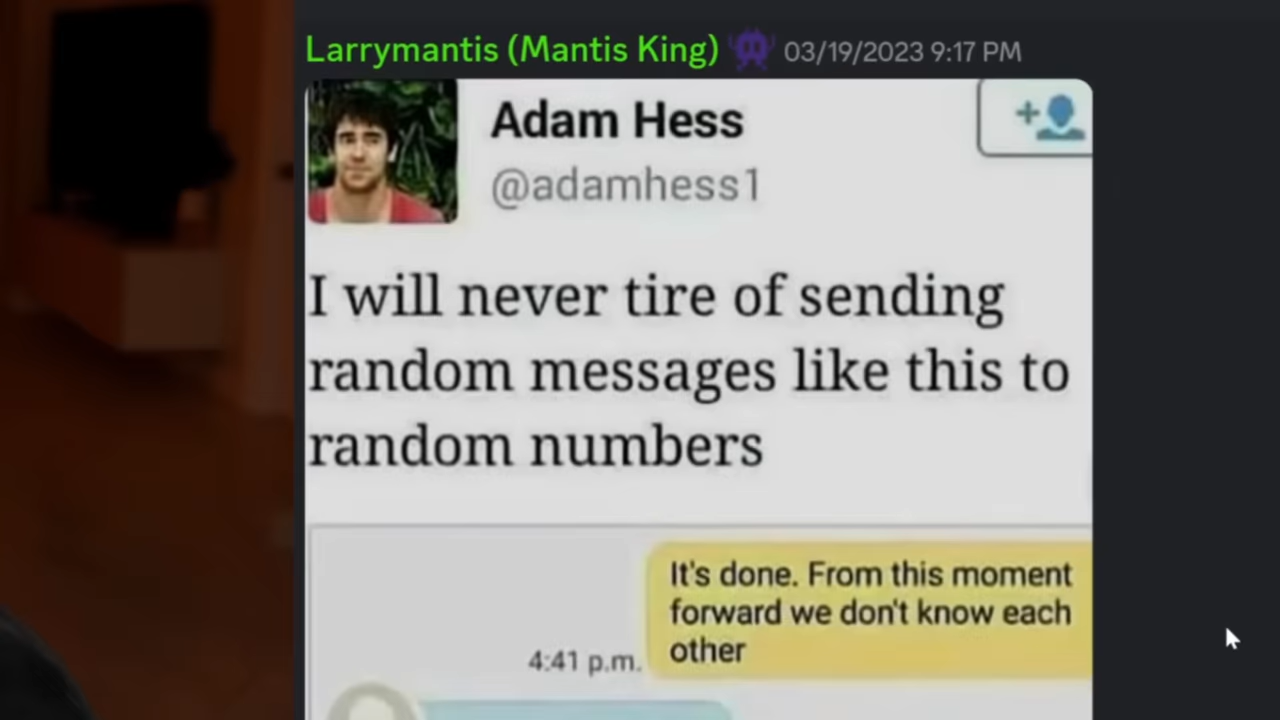 Larrymantis (Mantis King) 03/19/2023 9:17 PM
Adam Hess
@adamhess1
I will never tire of sending
random messages like this to
random numbers
It's done. From this moment
forward we don't know each
other
4:41 p.m.